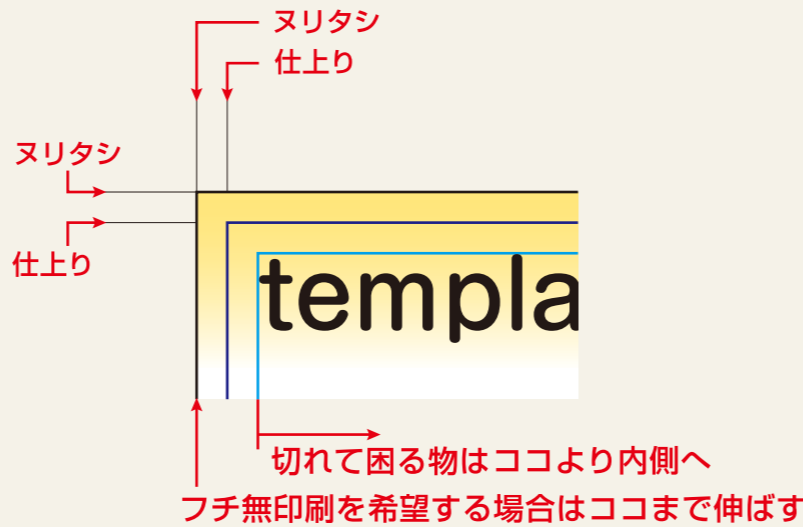 ヌリタシ
仕上り
ヌリタシ
仕上り
templa
切れて困る物はココより内側へ
フチ無印刷を希望する場合はココまで伸ばす